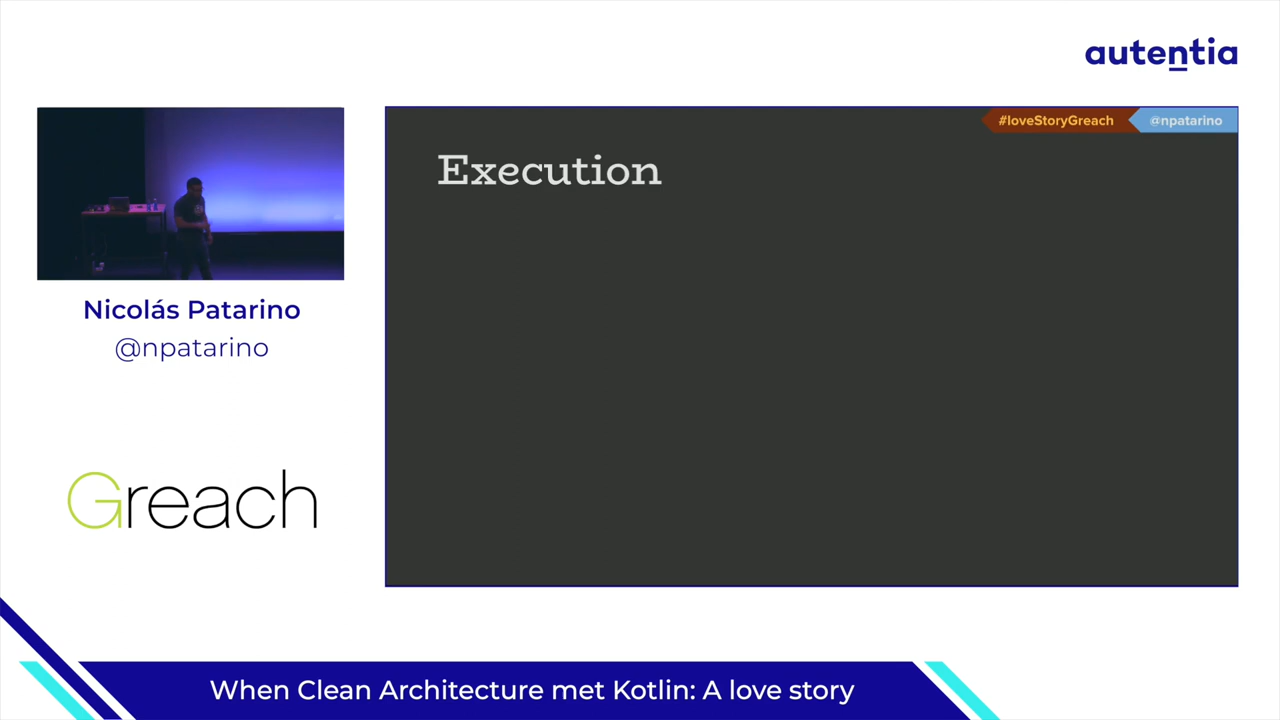 autentia
#loveStoryGreach
@npatarino
Execution
Nicolás Patarino
@npatarino
Greach
When Clean Architecture met Kotlin: A love story